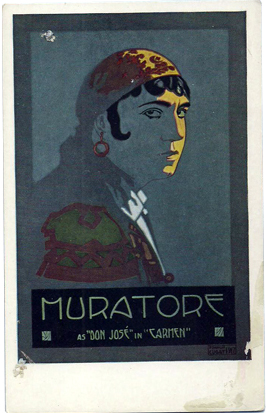 MURATORE
AS "DON JOSÉ" IN "CARMEN"